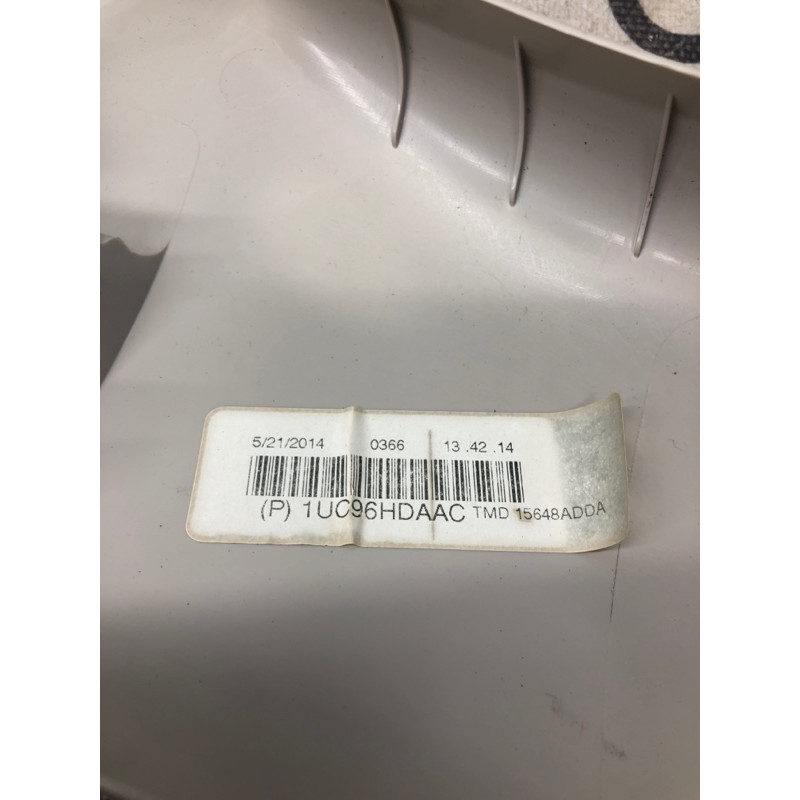 5/21/2014 0366 13 .42 .14
(P) 1UC96HDAAC TMD 15648ADDA